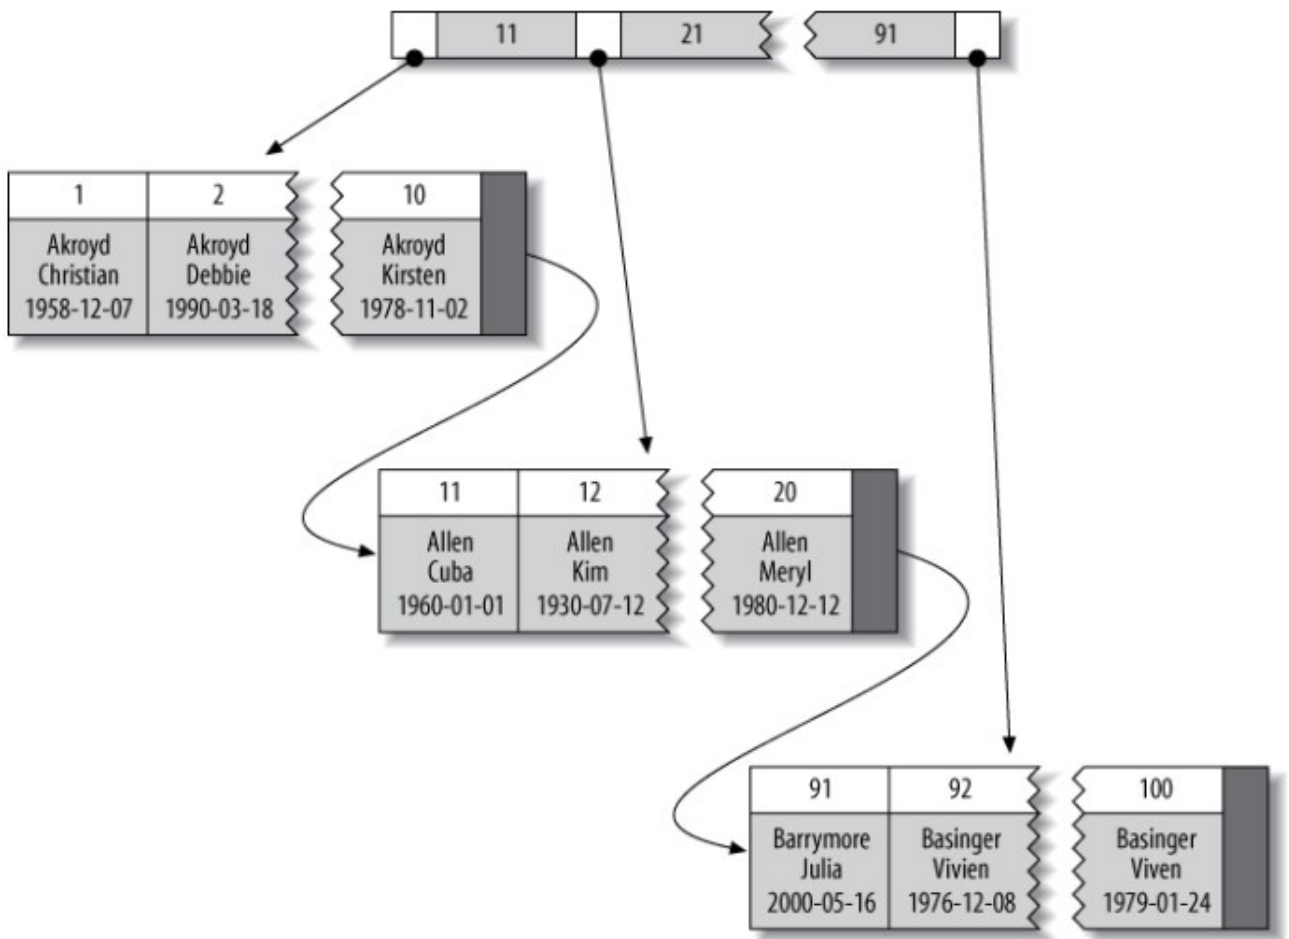 11 21 91
1 2 10
Akroyd Akroyd Akroyd
Christian Debbie Kirsten
1958-12-07 1990-03-18 1978-11-02
11 12 20
Allen Allen Allen
Cuba Kim Meryl
1960-01-01 1930-07-12 1980-12-12
91 92 100
Barrymore Basinger Basinger
Julia Vivien Viven
2000-05-16 1976-12-08 1979-01-24